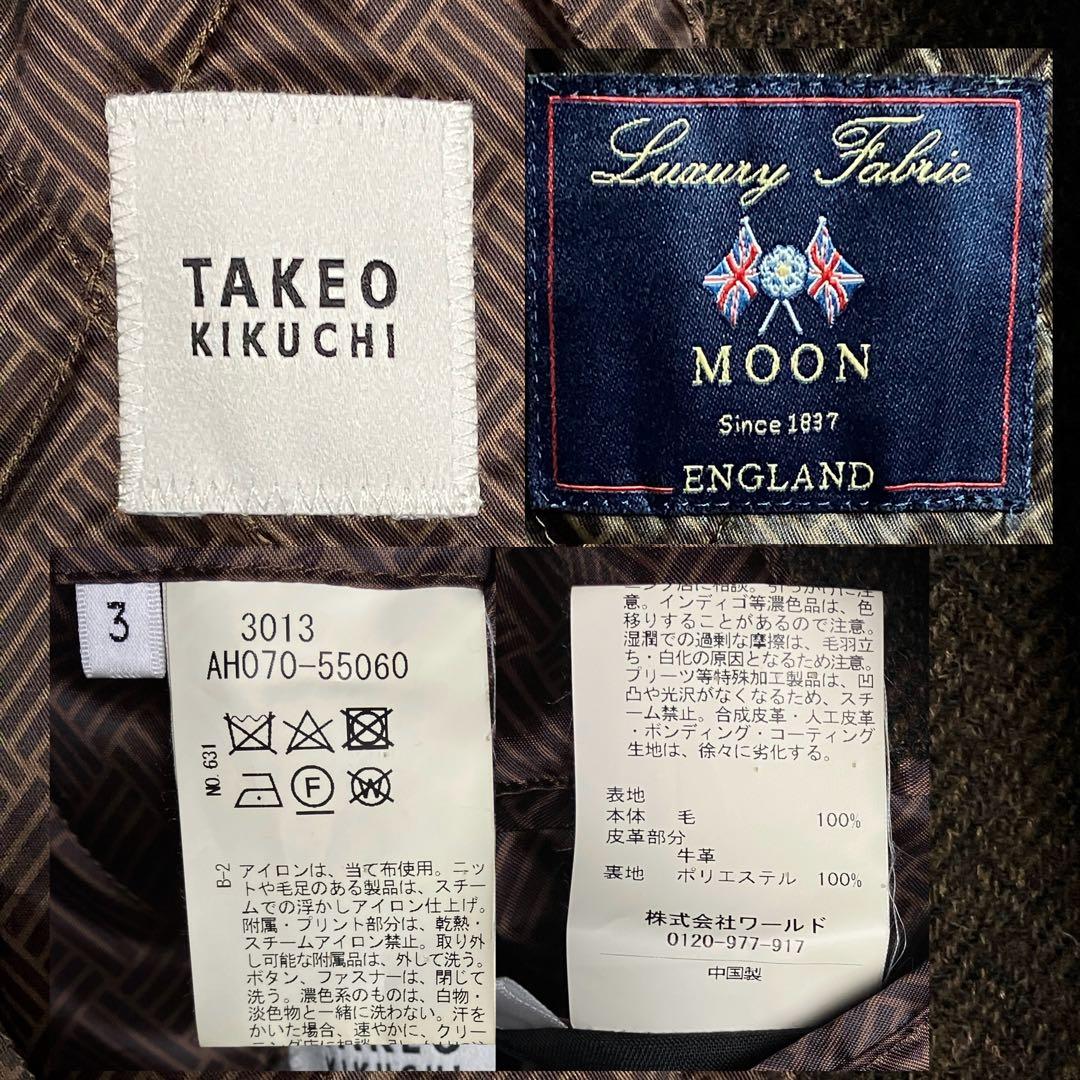 TAKEO
KIKUCHI
Luxury Fabric
MOON
Since 1837
ENGLAND
3
3013
AH070-55060
NO.631
F
W
B-2
アイロンは、当て布使用。ニッ
トや毛足のある製品は、スチー
ムでの浮かしアイロン仕上げ。
附属・プリント部分は、乾熱・
スチームアイロン禁止。取り外
し可能な附属品は、外して洗う。
ボタン、ファスナーは、閉じて
洗う。濃色系のものは、白物・
淡色物と一緒に洗わない。汗を
かいた場合、速やかに、クリー
TAKEO
KIKUCHI
意。インディゴ等濃色品は、色
移りすることがあるので注意。
湿潤での過剰な摩擦は、毛羽立
ち・白化の原因となるため注意。
プリーツ等特殊加工製品は、凹
凸や光沢がなくなるため、スチ
ーム禁止。合成皮革・人工皮革
・ボンディング・コーティング
生地は、徐々に劣化する。
表地
本体 毛 100%
皮革部分
牛革
裏地 ポリエステル 100%
株式会社ワールド
0120-977-917
中国製